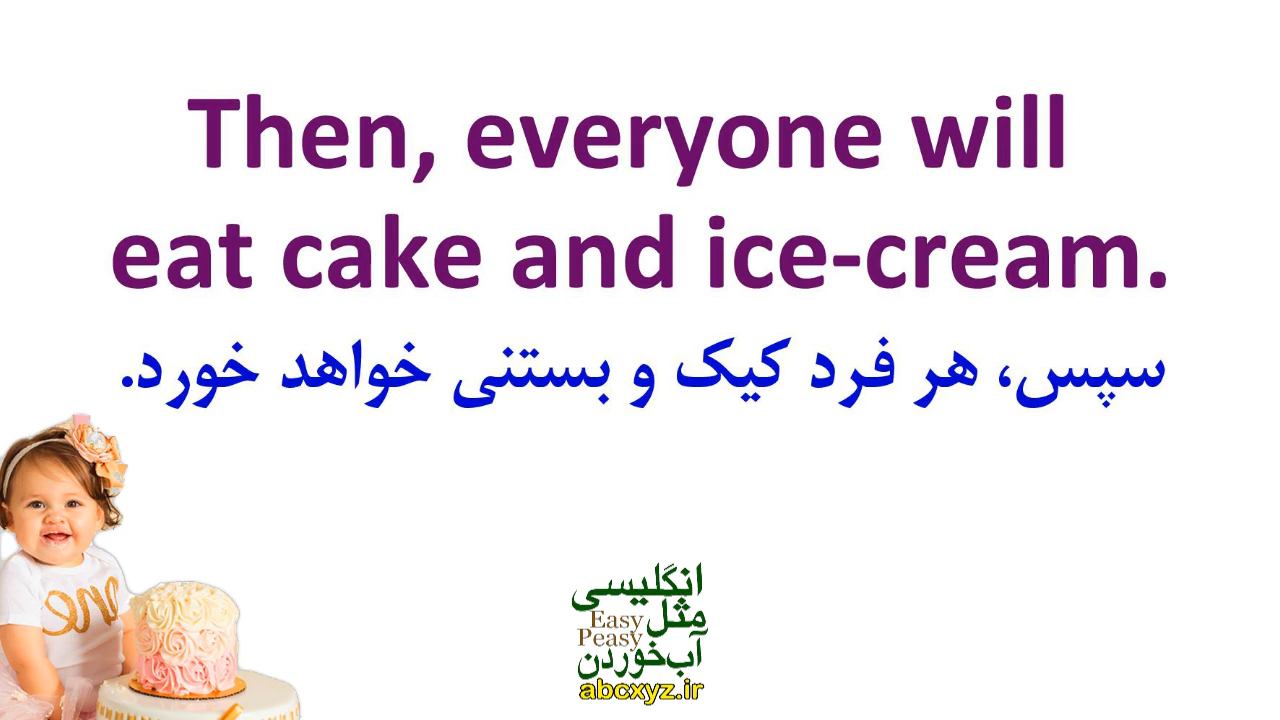 Then, everyone will
eat cake and ice-cream.
سپس، هر فرد کیک و بستنی خواهد خورد.
one
انگلیسی
مثل
Easy
Peasy
آب‌خوردن
abcxyz.ir